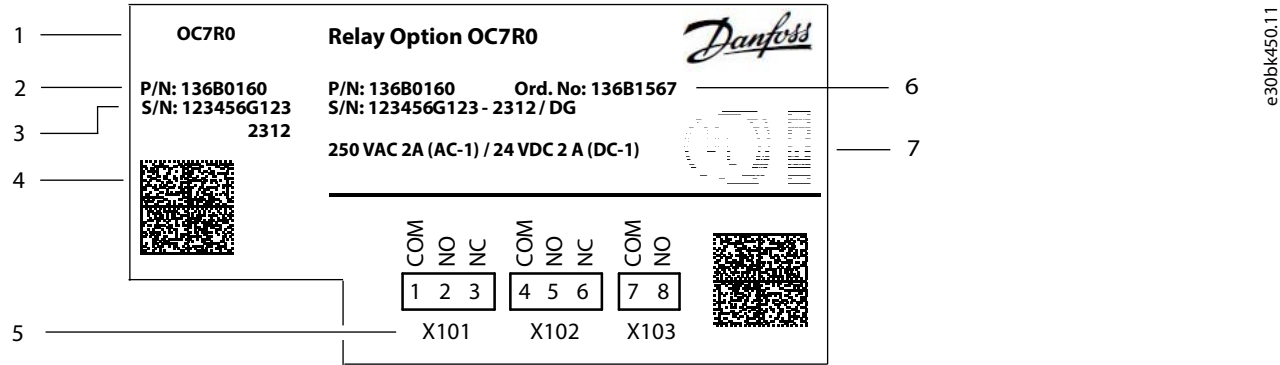 1
OC7R0
Relay Option OC7R0
Danfoss
2
P/N: 136B0160
P/N: 136B0160 Ord. No: 136B1567
6
3
S/N: 123456G123
2312
S/N: 123456G123 - 2312 / DG
250 VAC 2A (AC-1) / 24 VDC 2 A (DC-1)
7
4
COM NO NC COM NO NC COM NO
1 2 3 4 5 6 7 8
5
X101 X102 X103
e30bk450.11